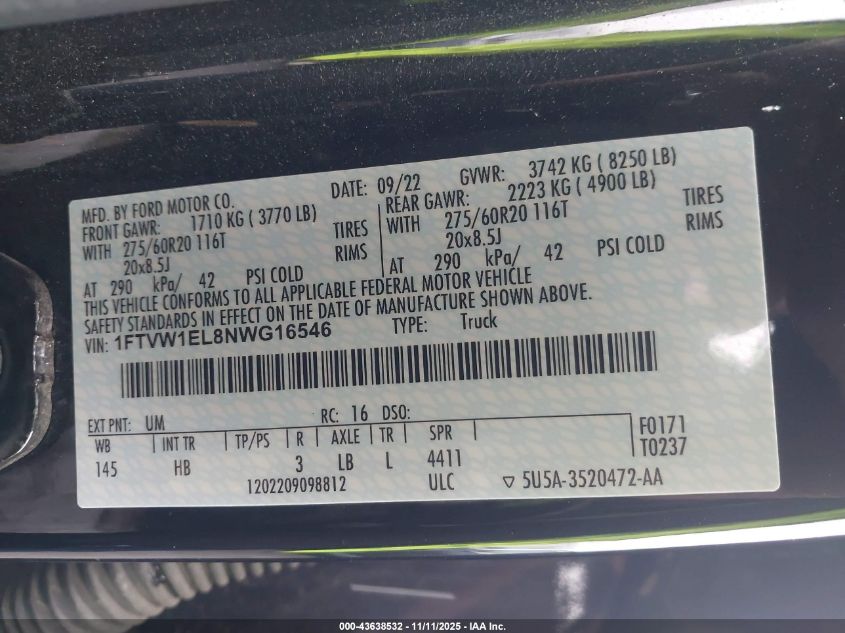 MFD. BY FORD MOTOR CO. DATE: 09/22 GVWR: 3742 KG ( 8250 LB)
FRONT GAWR: 1710 KG ( 3770 LB) REAR GAWR: 2223 KG ( 4900 LB)
WITH 275/60R20 116T TIRES WITH 275/60R20 116T TIRES
20x8.5J RIMS 20x8.5J RIMS
AT 290 kPa/ 42 PSI COLD AT 290 kPa/ 42 PSI COLD
THIS VEHICLE CONFORMS TO ALL APPLICABLE FEDERAL MOTOR VEHICLE
SAFETY STANDARDS IN EFFECT ON THE DATE OF MANUFACTURE SHOWN ABOVE.
VIN: 1FTVW1EL8NWG16546 TYPE: Truck
EXT PNT: UM RC: 16 DSO:
WB INT TR TP/PS R AXLE TR SPR F0171
145 HB 3 LB L 4411 T0237
1202209098812 ULC ▽ 5U5A-3520472-AA
000-43638532 - 11/11/2025 - IAA Inc.